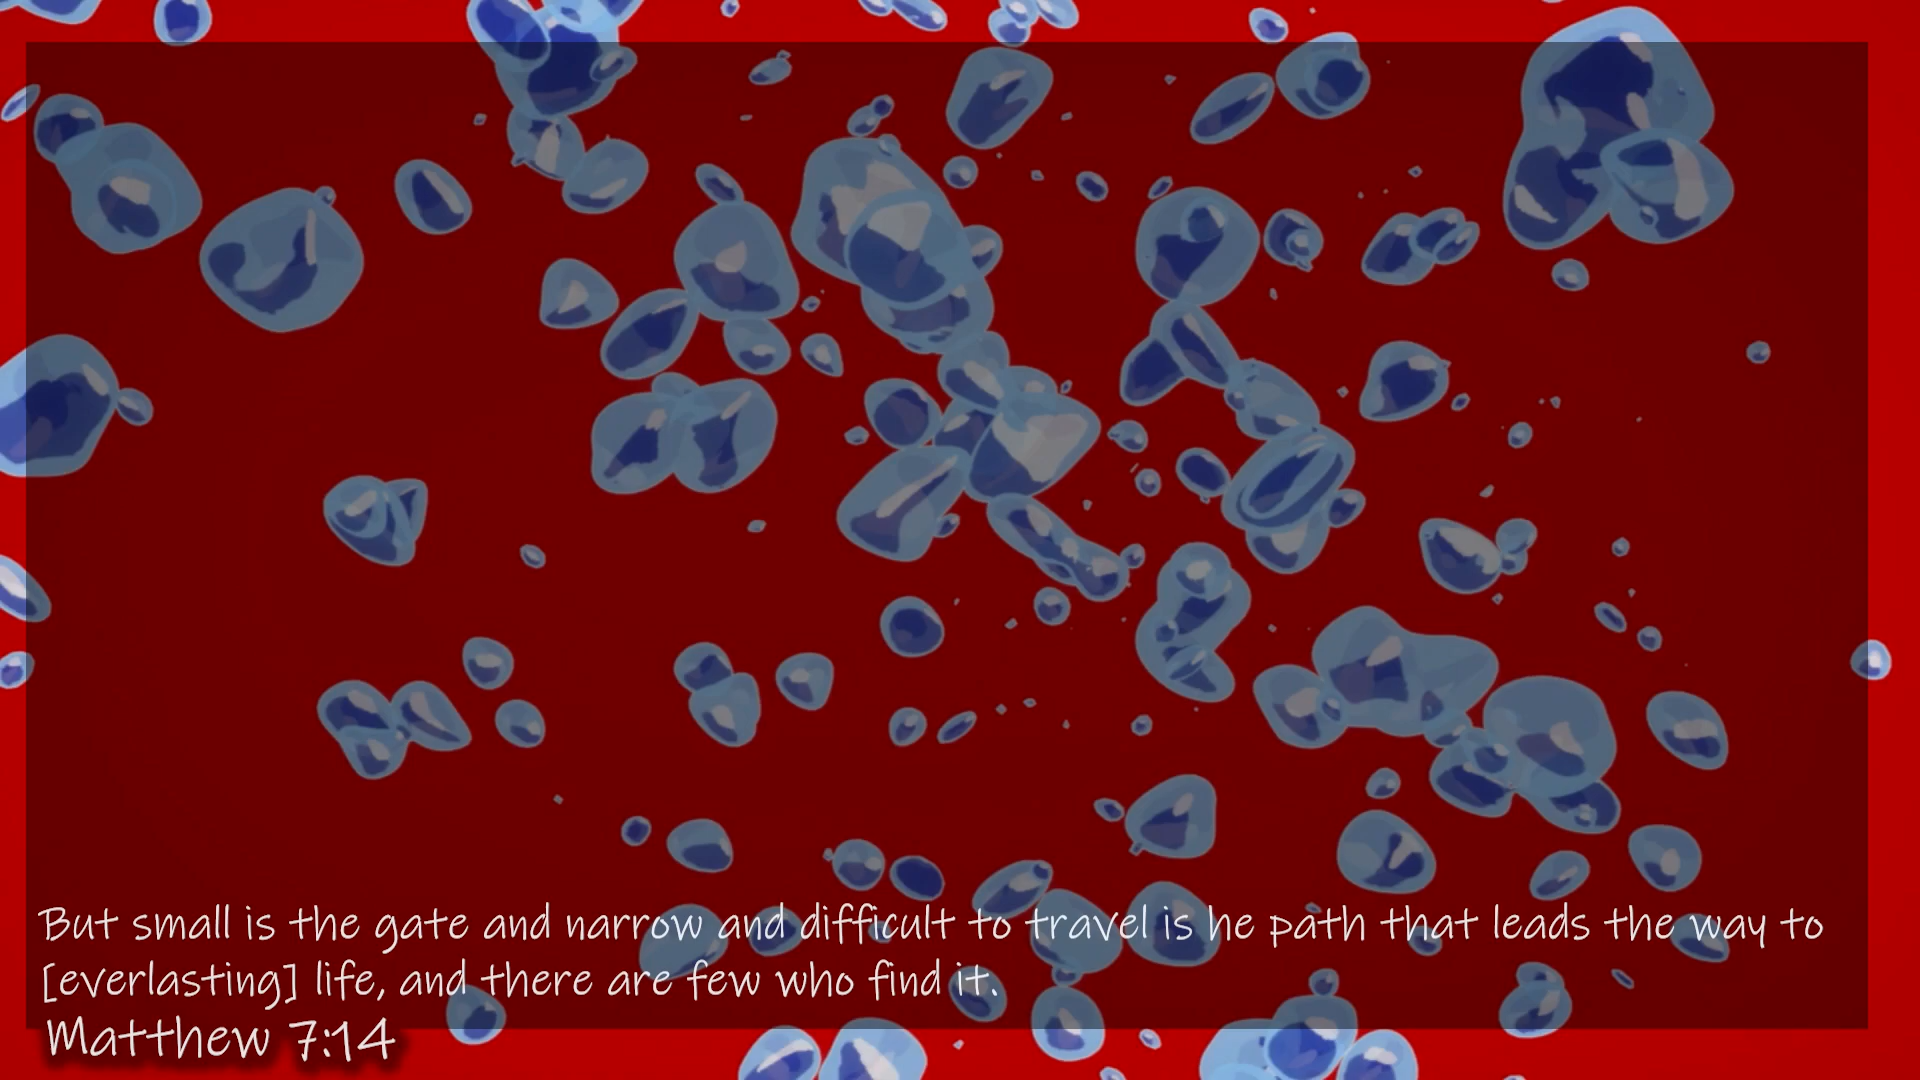 But small is the gate and narrow and difficult to travel is he path that leads the way to
[everlasting] life, and there are few who find it.
Matthew 7:14